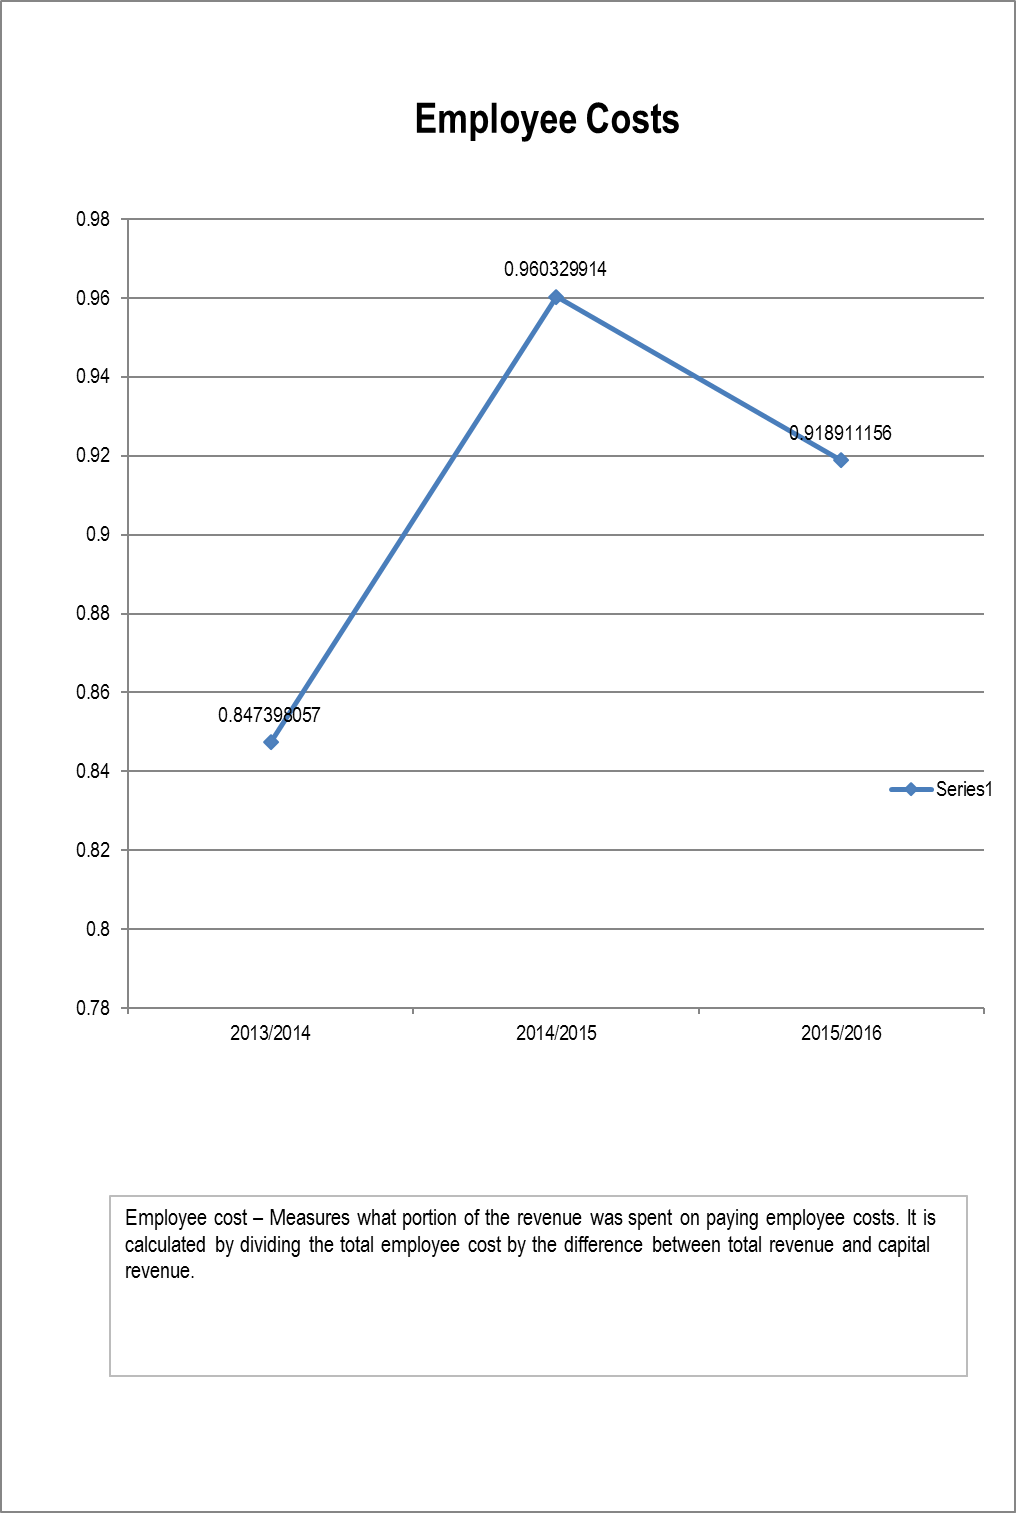 Employee Costs
0.98
0.960329914
0.96
0.94
0.918911156
0.92
0.9
0.88
0.86
0.847398057
0.84
Series1
0.82
0.8
0.78
2013/2014 2014/2015 2015/2016
Employee cost – Measures what portion of the revenue was spent on paying employee costs. It is
calculated by dividing the total employee cost by the difference between total revenue and capital
revenue.